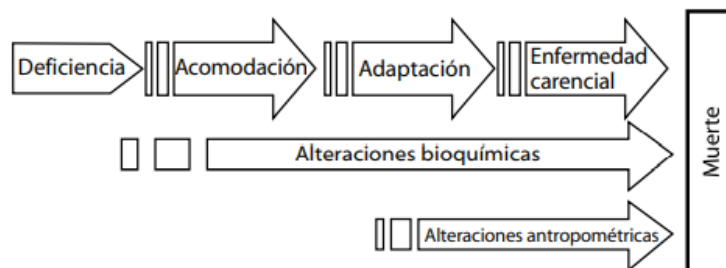 Deficiencia
Acomodación
Adaptación
Enfermedad
carencial
Alteraciones bioquímicas
Alteraciones antropométricas
Muerte